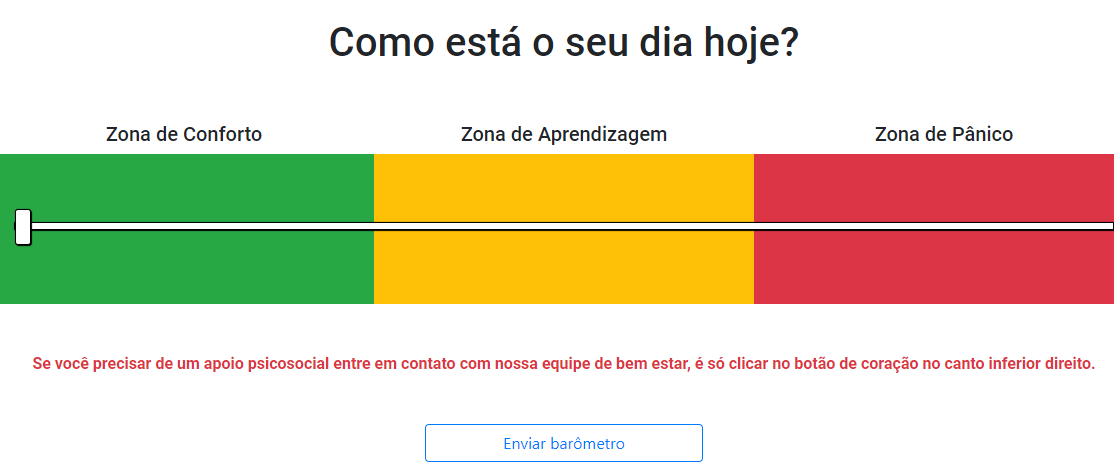 Como está o seu dia hoje?
Zona de Conforto
Zona de Aprendizagem
Zona de Pânico
Se você precisar de um apoio psicosocial entre em contato com nossa equipe de bem estar, é só clicar no botão de coração no canto inferior direito.
Enviar barômetro